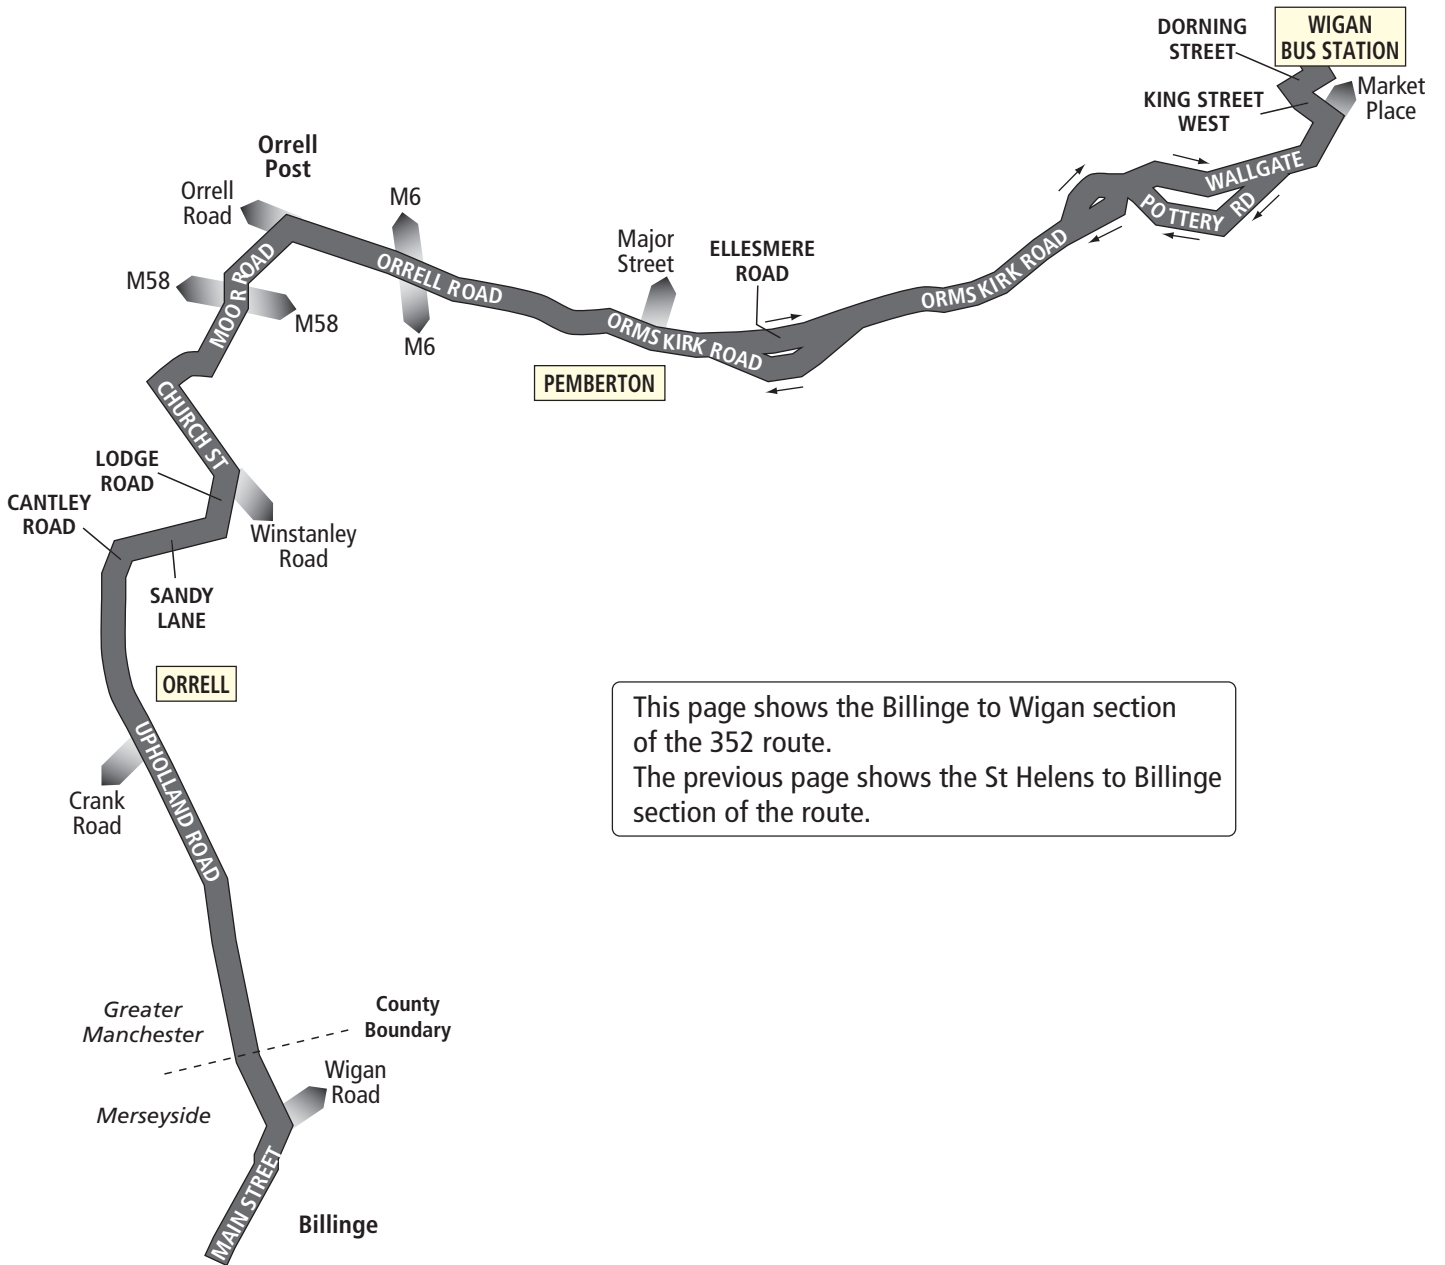 DORNING
STREET
WIGAN
BUS STATION
KING STREET
WEST
Market
Place
Orrell
Post
Orrell
Road
M6
WALLGATE
POTTERY RD
Major
Street
ELLESMERE
ROAD
MOOR ROAD
ORRELL ROAD
ORMSKIRK ROAD
M58
M58
M6
ORMSKIRK ROAD
PEMBERTON
CHURCH ST
LODGE
ROAD
CANTLEY
ROAD
Winstanley
Road
SANDY
LANE
ORRELL
This page shows the Billinge to Wigan section
of the 352 route.
The previous page shows the St Helens to Billinge
section of the route.
UPHOLLAND ROAD
Crank
Road
Greater
Manchester
County
Boundary
Wigan
Road
Merseyside
MAIN STREET
Billinge